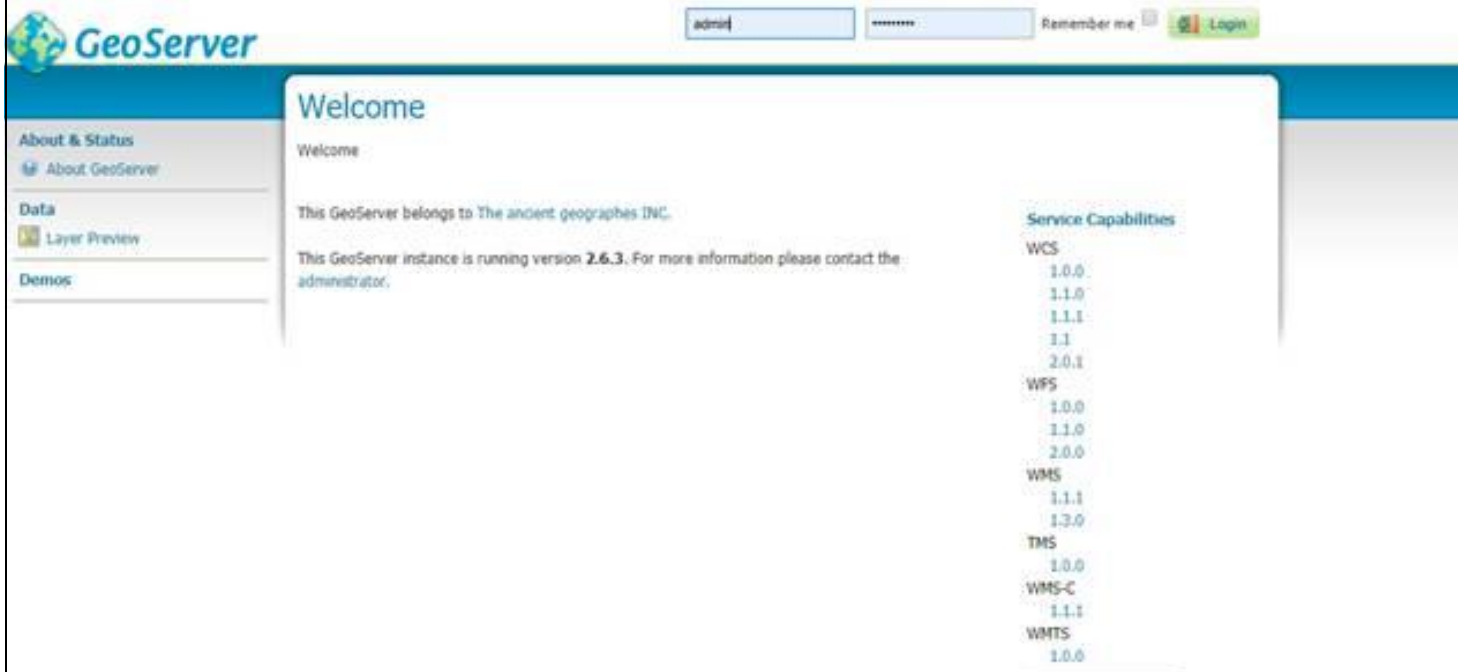 GeoServer
admin
•••••••••
Remember me
Login
About & Status
About GeoServer
Data
Layer Preview
Demos
Welcome
Welcome
This GeoServer belongs to The ancient geographes INC.
This GeoServer instance is running version 2.6.3. For more information please contact the
administrator.
Service Capabilities
WCS
1.0.0
1.1.0
1.1.1
1.1
2.0.1
WFS
1.0.0
1.1.0
2.0.0
WMS
1.1.1
1.3.0
TMS
1.0.0
WMS-C
1.1.1
WMTS
1.0.0